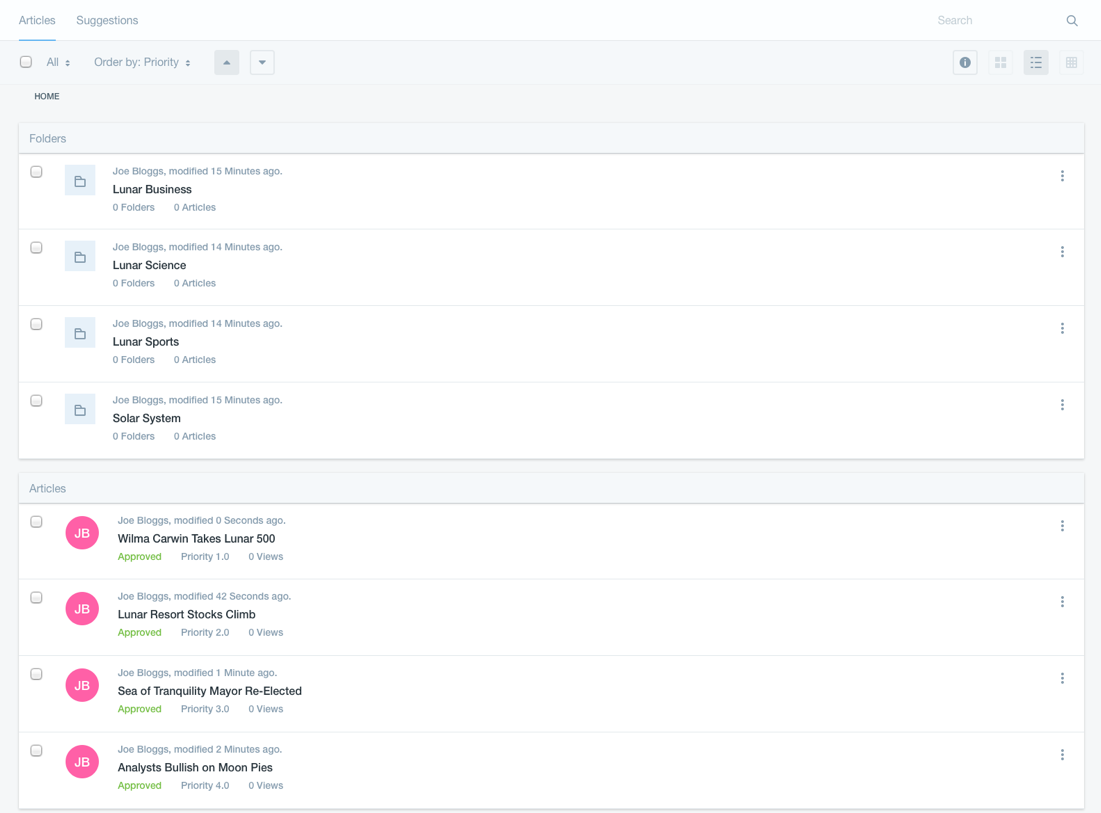 Articles Suggestions Search
All Order by: Priority
HOME
Folders
Joe Bloggs, modified 15 Minutes ago.
Lunar Business
0 Folders 0 Articles
Joe Bloggs, modified 14 Minutes ago.
Lunar Science
0 Folders 0 Articles
Joe Bloggs, modified 14 Minutes ago.
Lunar Sports
0 Folders 0 Articles
Joe Bloggs, modified 15 Minutes ago.
Solar System
0 Folders 0 Articles
Articles
Joe Bloggs, modified 0 Seconds ago.
JB Wilma Carwin Takes Lunar 500
Approved Priority 1.0 0 Views
Joe Bloggs, modified 42 Seconds ago.
JB Lunar Resort Stocks Climb
Approved Priority 2.0 0 Views
Joe Bloggs, modified 1 Minute ago.
JB Sea of Tranquility Mayor Re-Elected
Approved Priority 3.0 0 Views
Joe Bloggs, modified 2 Minutes ago.
JB Analysts Bullish on Moon Pies
Approved Priority 4.0 0 Views